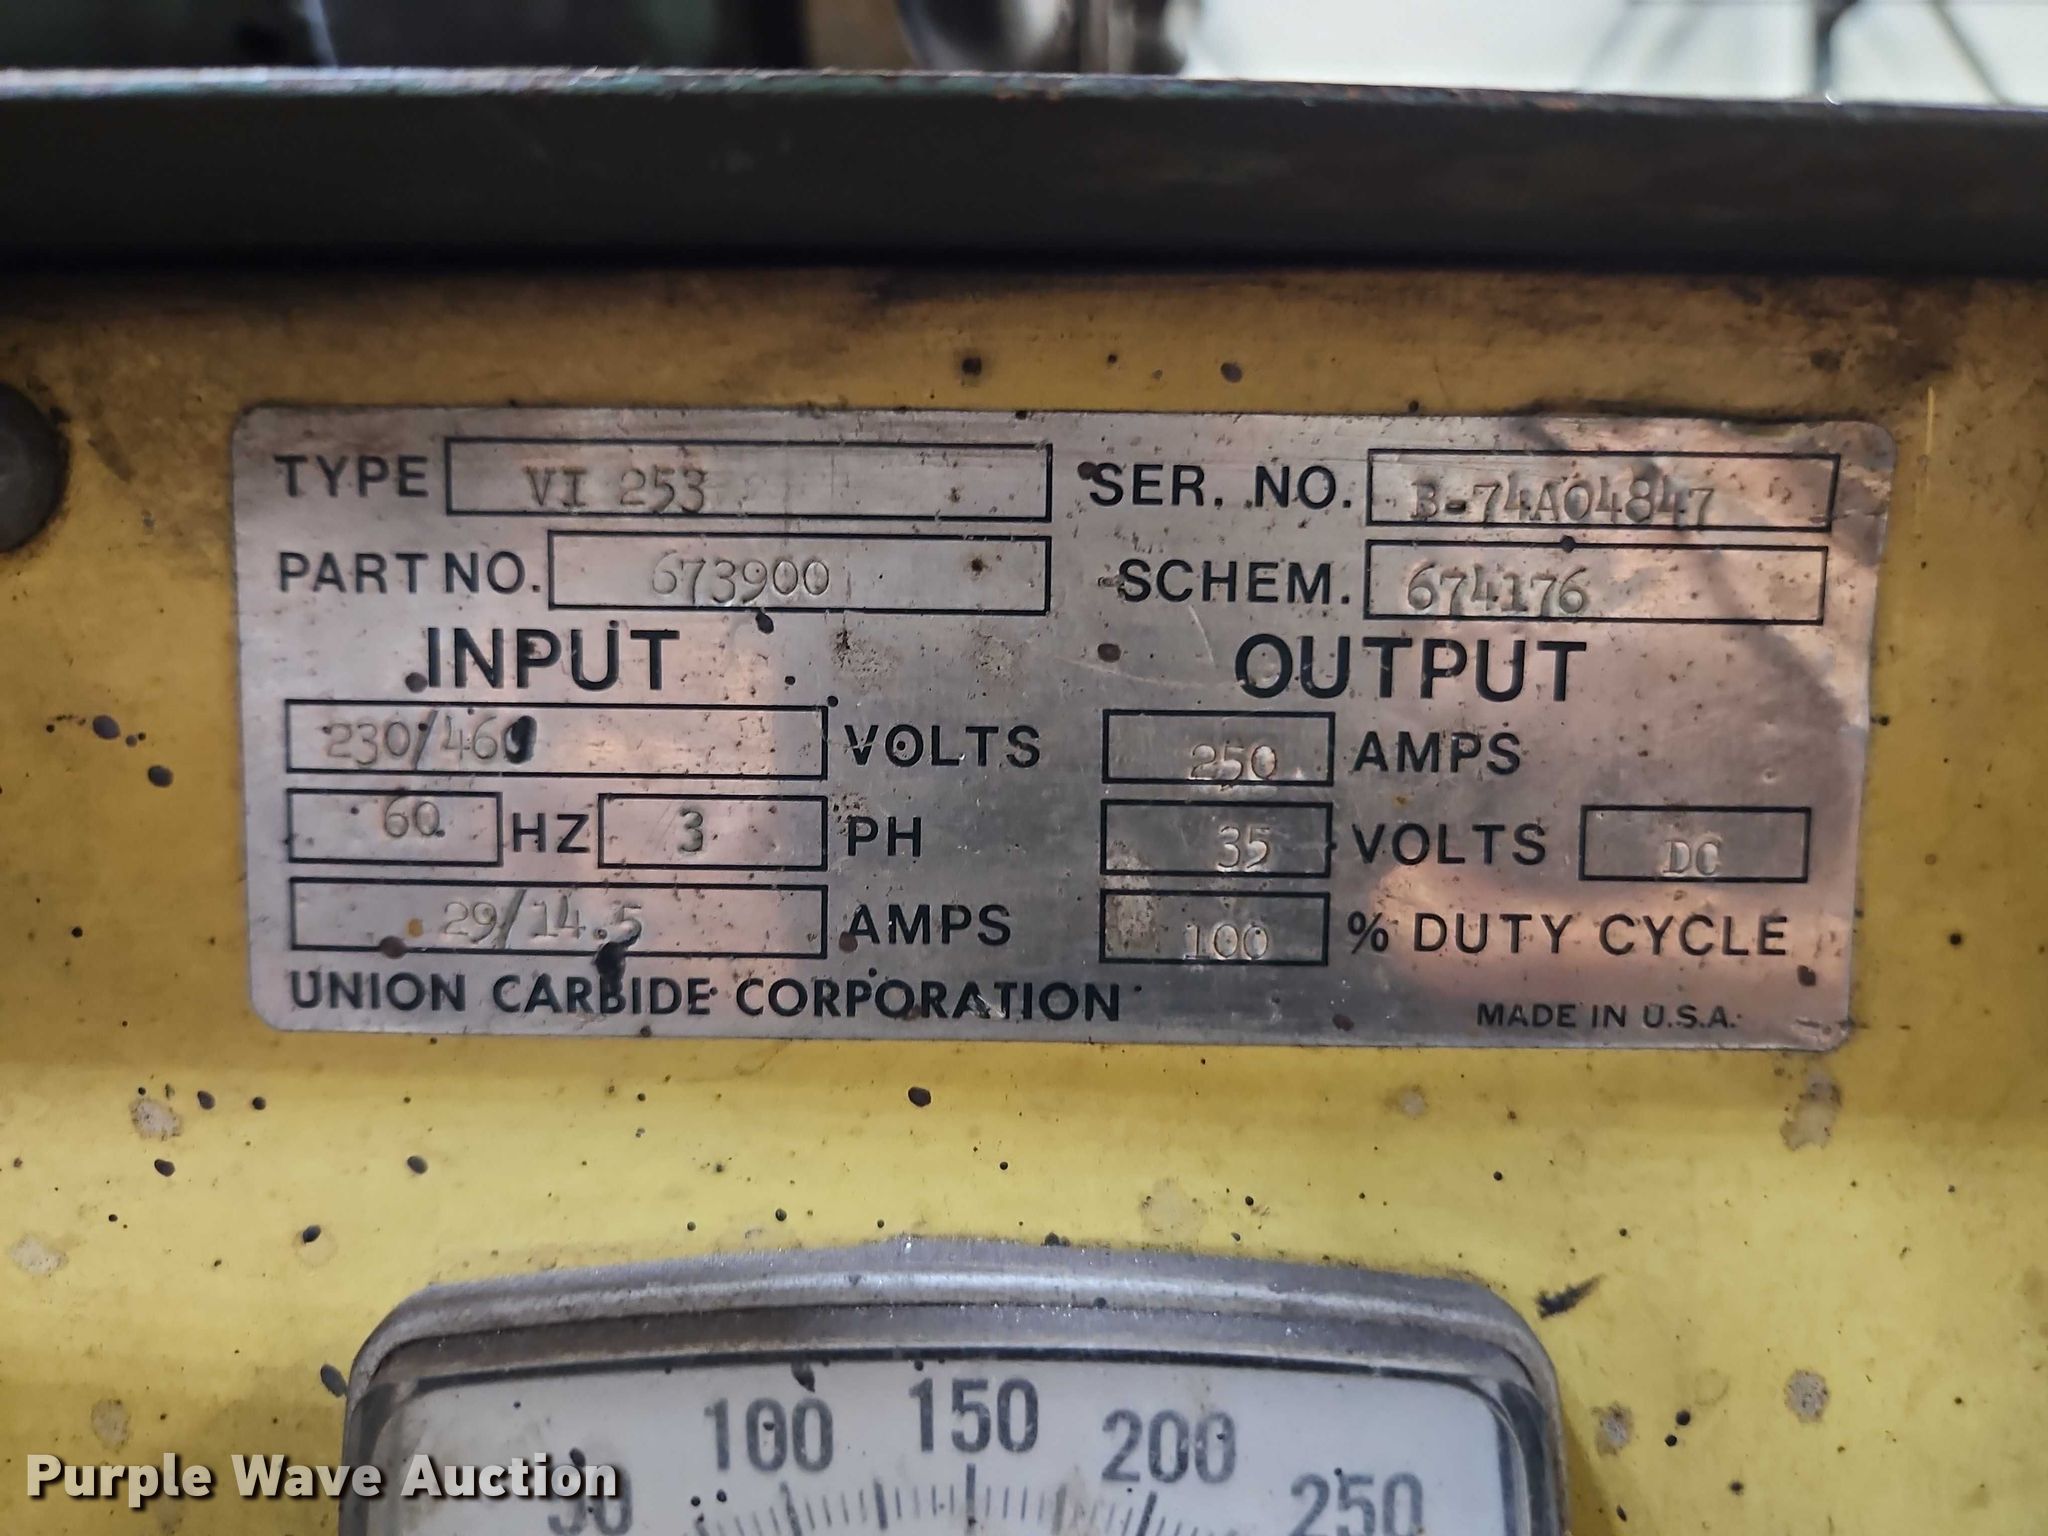 TYPE VI 253 SER. NO. B-74A04847
PART NO. 673900 SCHEM. 674176
INPUT OUTPUT
230/460 VOLTS 250 AMPS
60 HZ 3 PH 35 VOLTS DC
29/14.5 AMPS 100 % DUTY CYCLE
UNION CARBIDE CORPORATION MADE IN U.S.A.
50 100 150 200 250
Purple Wave Auction